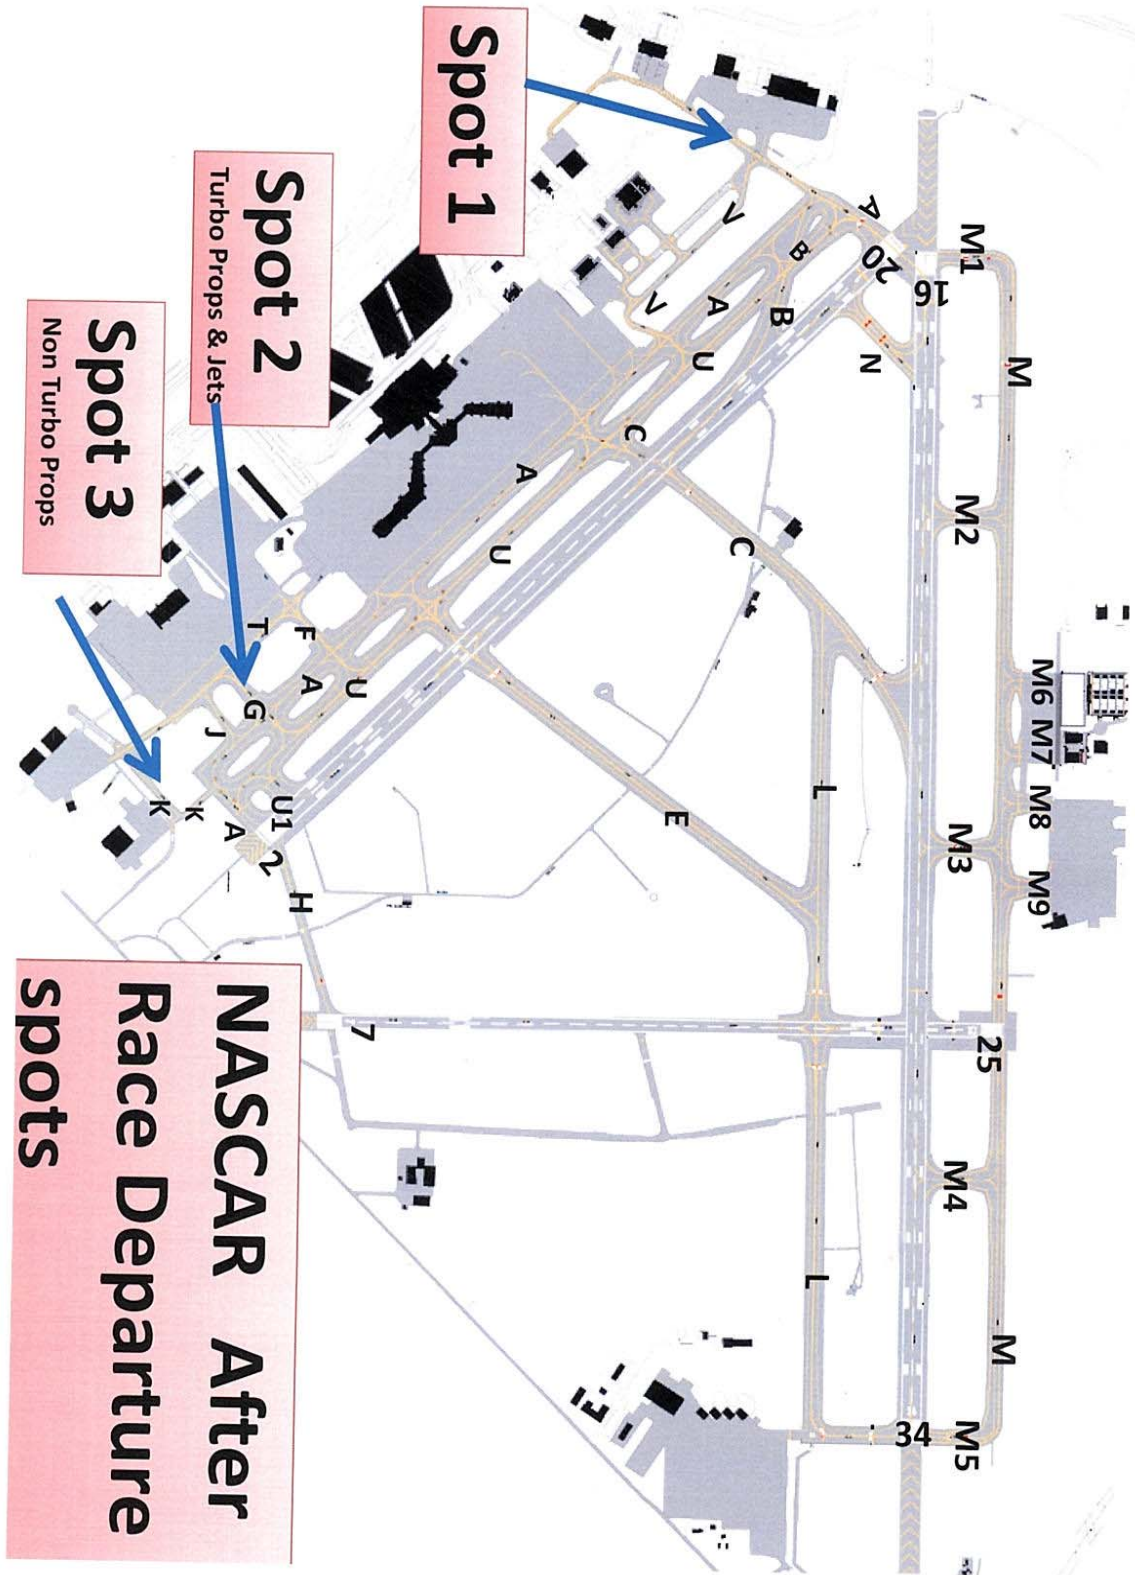 M6
M7
M8
M9
M
M
M1
M2
M3
25
M4
M5
16
34
20
A
N
L
L
B
B
C
V
A
U
E
V
C
A
U
Spot 1
7
U
A
F
H
U1
2
T
G
A
J
K
K
Spot 2
Turbo Props & Jets
Spot 3
Non Turbo Props
NASCAR After
Race Departure
spots